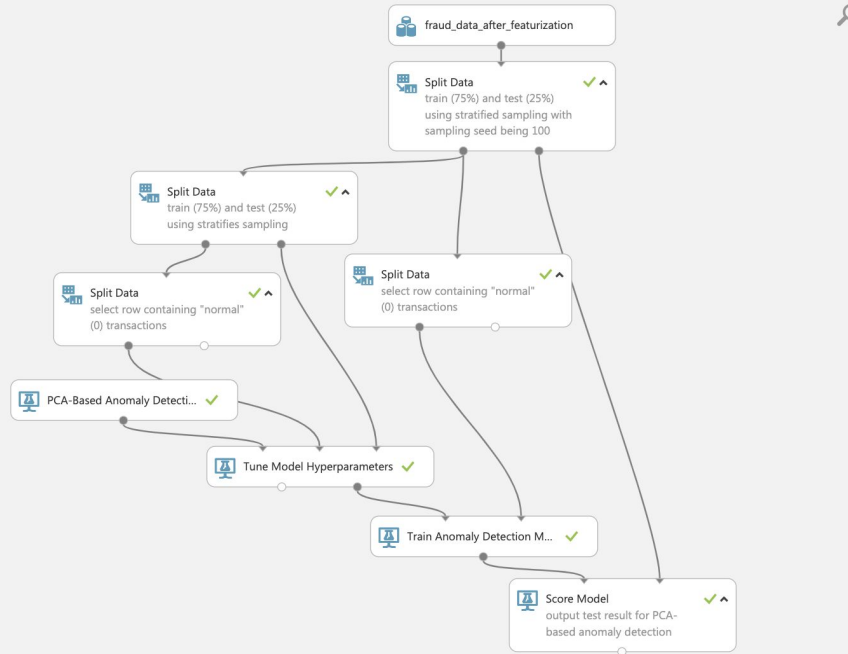 fraud_data_after_featurization
Split Data
train (75%) and test (25%)
using stratified sampling with
sampling seed being 100
Split Data
train (75%) and test (25%)
using stratifies sampling
Split Data
select row containing "normal"
(0) transactions
Split Data
select row containing "normal"
(0) transactions
PCA-Based Anomaly Detecti...
Tune Model Hyperparameters
Train Anomaly Detection M...
Score Model
output test result for PCA-
based anomaly detection